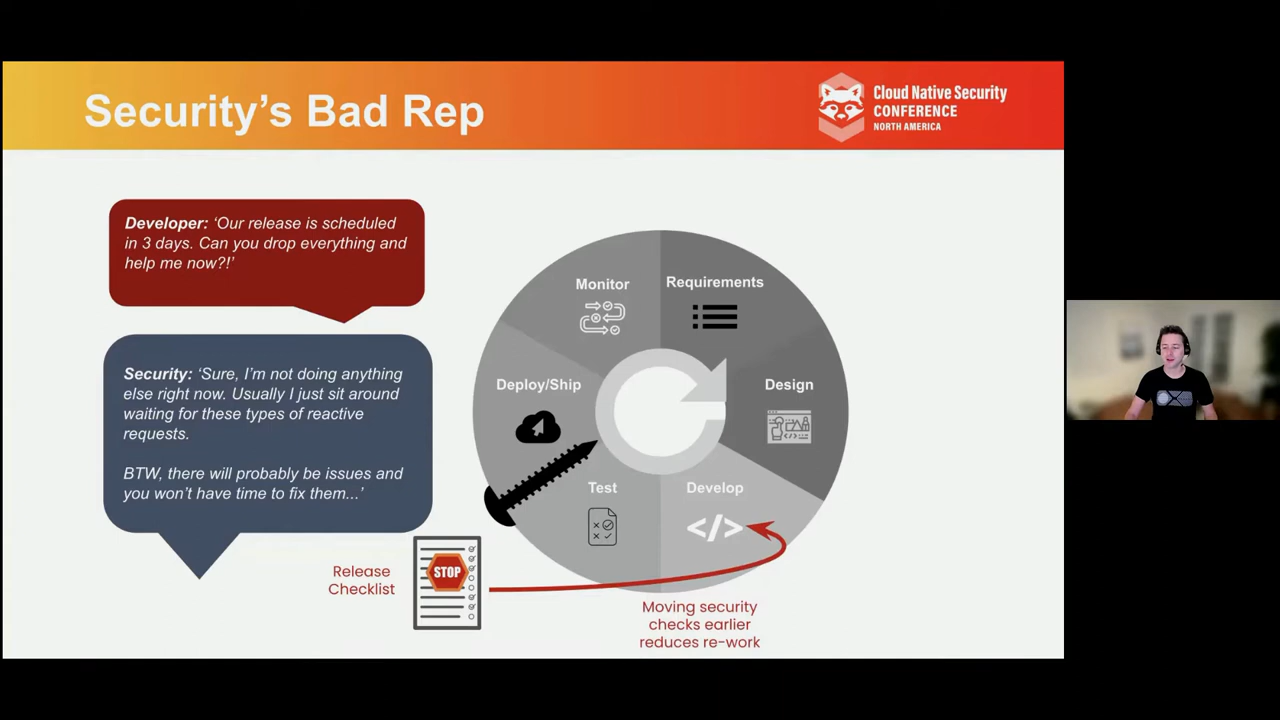 Security's Bad Rep
Cloud Native Security
CONFERENCE
NORTH AMERICA
Developer: 'Our release is scheduled
in 3 days. Can you drop everything and
help me now?!'
Security: 'Sure, I'm not doing anything
else right now. Usually I just sit around
waiting for these types of reactive
requests.
BTW, there will probably be issues and
you won't have time to fix them...'
Monitor
Requirements
Deploy/Ship
Design
Test
Develop
</>
STOP
Release
Checklist
Moving security
checks earlier
reduces re-work